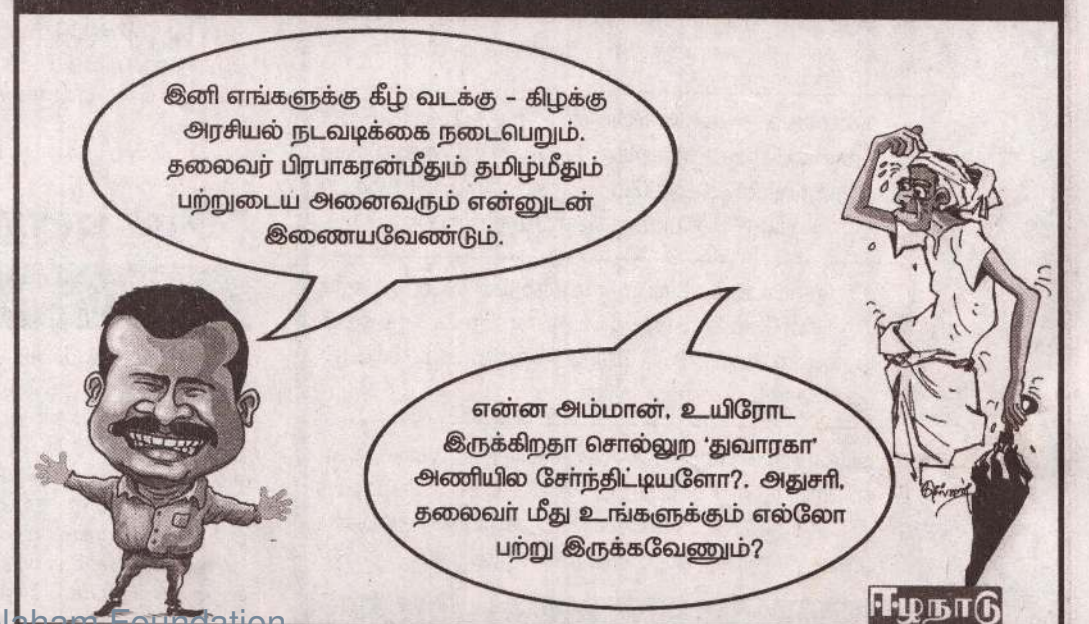 இனி எங்களுக்கு கீழ் வடக்கு - கிழக்கு
அரசியல் நடவடிக்கை நடைபெறும்.
தலைவர் பிரபாகரன்மீதும் தமிழ்மீதும்
பற்றுடைய அனைவரும் என்னுடன்
இணையவேண்டும்.
என்ன அம்மான், உயிரோட
இருக்கிறதா சொல்லுற ‘துவாரகா’
அணியில சேர்ந்திட்டியளோ?. அதுசரி,
தலைவர் மீது உங்களுக்கும் எல்லோ
பற்று இருக்கவேணும்?
ஈழநாடு
Foundation